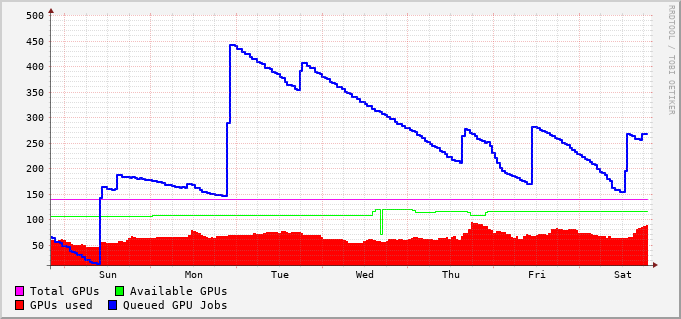 500
450
400
350
300
250
200
150
100
50
Sun Mon Tue Wed Thu Fri Sat
RRDTOOL / TOBI OETIKER
Total GPUs Available GPUs
GPUs used Queued GPU Jobs